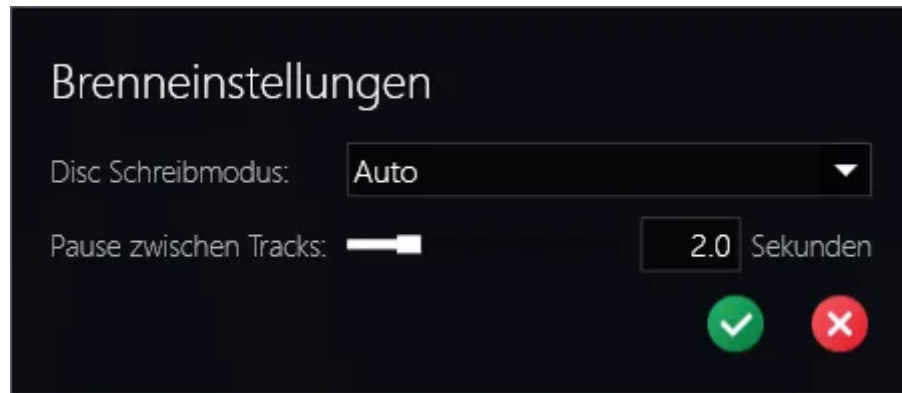 Brenneinstellungen
Disc Schreibmodus: Auto
Pause zwischen Tracks: 2.0 Sekunden